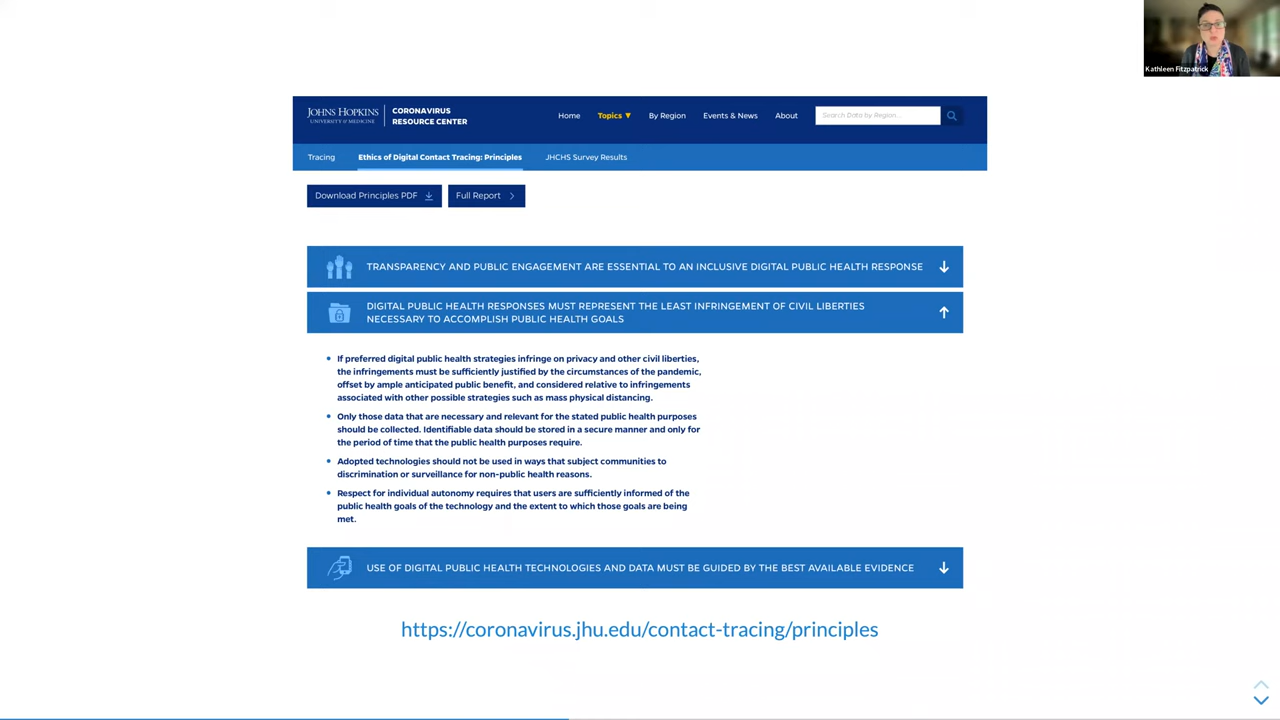 Kathleen Fitzpatrick
JOHNS HOPKINS
UNIVERSITY & MEDICINE
CORONAVIRUS
RESOURCE CENTER
Home Topics ▼ By Region Events & News About Search Data by Region...
Tracing Ethics of Digital Contact Tracing: Principles JHCHS Survey Results
Download Principles PDF Full Report
TRANSPARENCY AND PUBLIC ENGAGEMENT ARE ESSENTIAL TO AN INCLUSIVE DIGITAL PUBLIC HEALTH RESPONSE
DIGITAL PUBLIC HEALTH RESPONSES MUST REPRESENT THE LEAST INFRINGEMENT OF CIVIL LIBERTIES
NECESSARY TO ACCOMPLISH PUBLIC HEALTH GOALS
• If preferred digital public health strategies infringe on privacy and other civil liberties,
the infringements must be sufficiently justified by the circumstances of the pandemic,
offset by ample anticipated public benefit, and considered relative to infringements
associated with other possible strategies such as mass physical distancing.
• Only those data that are necessary and relevant for the stated public health purposes
should be collected. Identifiable data should be stored in a secure manner and only for
the period of time that the public health purposes require.
• Adopted technologies should not be used in ways that subject communities to
discrimination or surveillance for non-public health reasons.
• Respect for individual autonomy requires that users are sufficiently informed of the
public health goals of the technology and the extent to which those goals are being
met.
USE OF DIGITAL PUBLIC HEALTH TECHNOLOGIES AND DATA MUST BE GUIDED BY THE BEST AVAILABLE EVIDENCE
https://coronavirus.jhu.edu/contact-tracing/principles